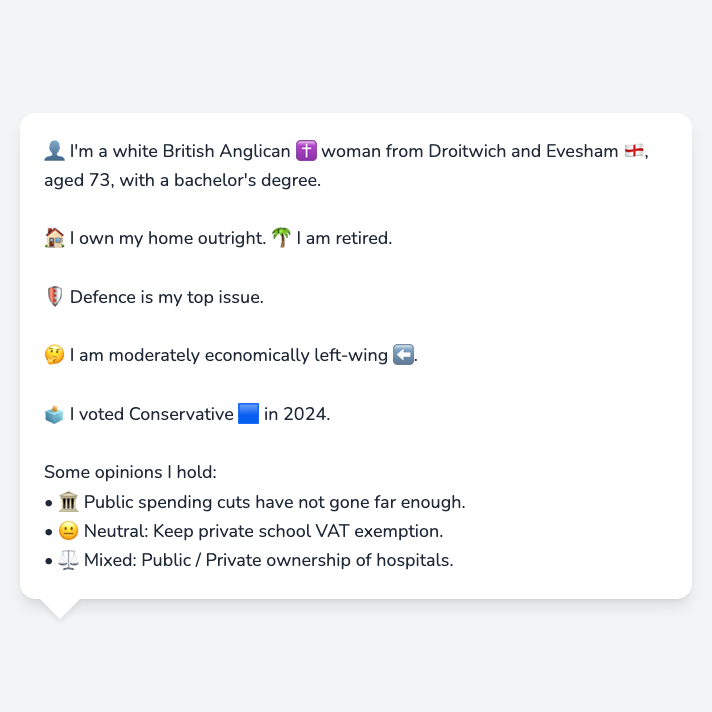 👤 I'm a white British Anglican ✝️ woman from Droitwich and Evesham 🏴󠁧󠁢󠁥󠁮󠁧󠁿,
aged 73, with a bachelor's degree.
🏠 I own my home outright. 🌴 I am retired.
🛡️ Defence is my top issue.
🤔 I am moderately economically left-wing ⬅️.
🗳️ I voted Conservative 🟦 in 2024.
Some opinions I hold:
• 🏛️ Public spending cuts have not gone far enough.
• 😐 Neutral: Keep private school VAT exemption.
• ⚖️ Mixed: Public / Private ownership of hospitals.